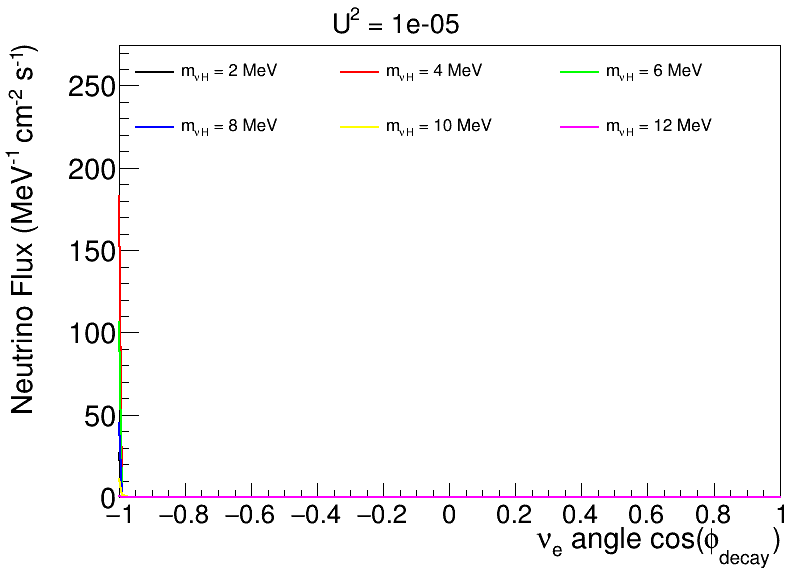 U² = 1e-05
m_νH = 2 MeV
m_νH = 4 MeV
m_νH = 6 MeV
m_νH = 8 MeV
m_νH = 10 MeV
m_νH = 12 MeV
Neutrino Flux (MeV⁻¹ cm⁻² s⁻¹)
250
200
150
100
50
0
−1 −0.8 −0.6 −0.4 −0.2 0 0.2 0.4 0.6 0.8 1
ν_e angle cos(ϕ_decay)